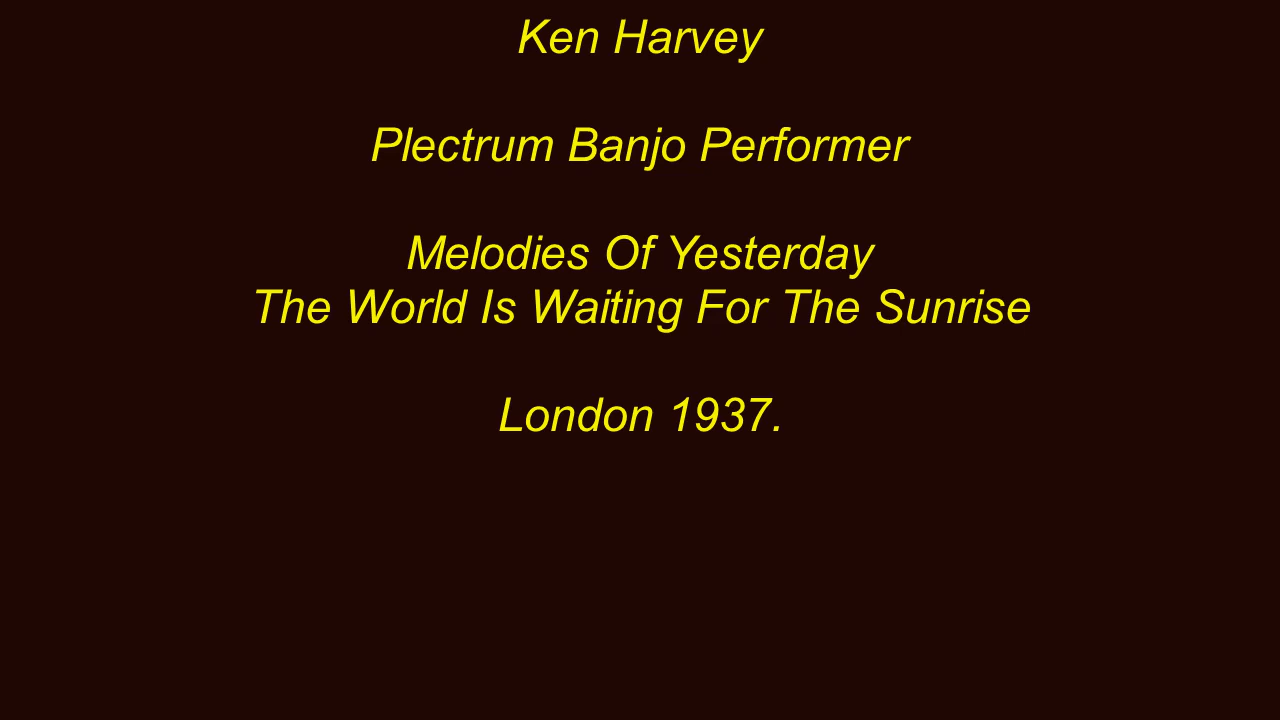 Ken Harvey
Plectrum Banjo Performer
Melodies Of Yesterday
The World Is Waiting For The Sunrise
London 1937.